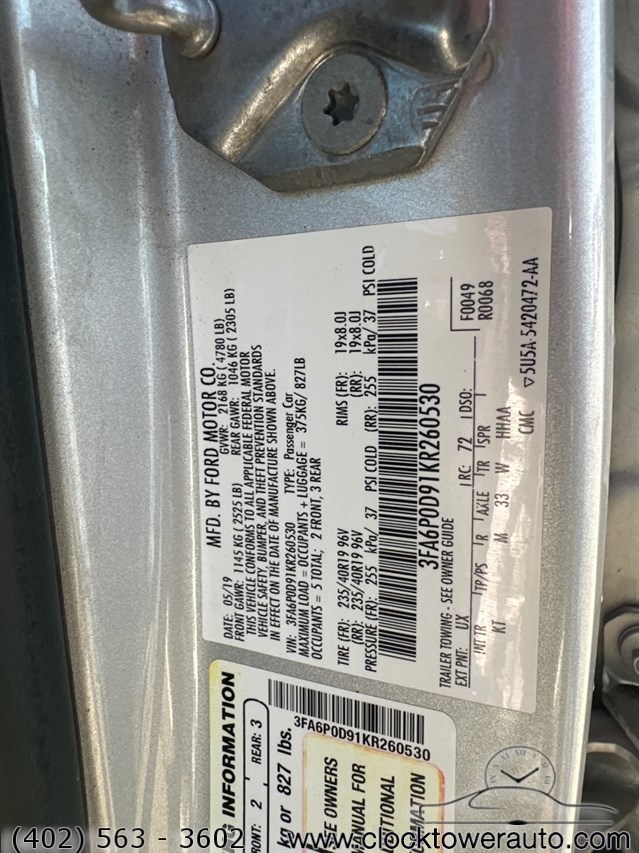 MFD. BY FORD MOTOR CO.
DATE: 05/19 GVWR: 2168 KG ( 4780 LB)
FRONT GAWR: 1145 KG ( 2525 LB) REAR GAWR: 1046 KG ( 2305 LB)
THIS VEHICLE CONFORMS TO ALL APPLICABLE FEDERAL MOTOR
VEHICLE SAFETY, BUMPER, AND THEFT PREVENTION STANDARDS
IN EFFECT ON THE DATE OF MANUFACTURE SHOWN ABOVE.
VIN: 3FA6P0D91KR260530 TYPE: Passenger Car
MAXIMUM LOAD = OCCUPANTS + LUGGAGE = 375KG/ 827LB
OCCUPANTS = 5 TOTAL; 2 FRONT, 3 REAR
TIRE (FR): 235/40R19 96V RIMS (FR): 19x8.0J
(RR): 235/40R19 96V (RR): 19x8.0J
PRESSURE (FR): 255 kPa/ 37 PSI COLD (RR): 255 kPa/ 37 PSI COLD
3FA6P0D91KR260530
TRAILER TOWING - SEE OWNER GUIDE F0049
EXT PNT: UX RC: 72 DSO: R0068
INT TR TP/PS R AXLE TR SPR
KT M 33 W HHAA
CMC ▽5U5A-5420472-AA
INFORMATION
FRONT: 2 REAR: 3
kg or 827 lbs.
3FA6P0D91KR260530
SEE OWNERS
MANUAL FOR
ADDITIONAL
INFORMATION
(402) 563 - 3602 www.clocktowerauto.com